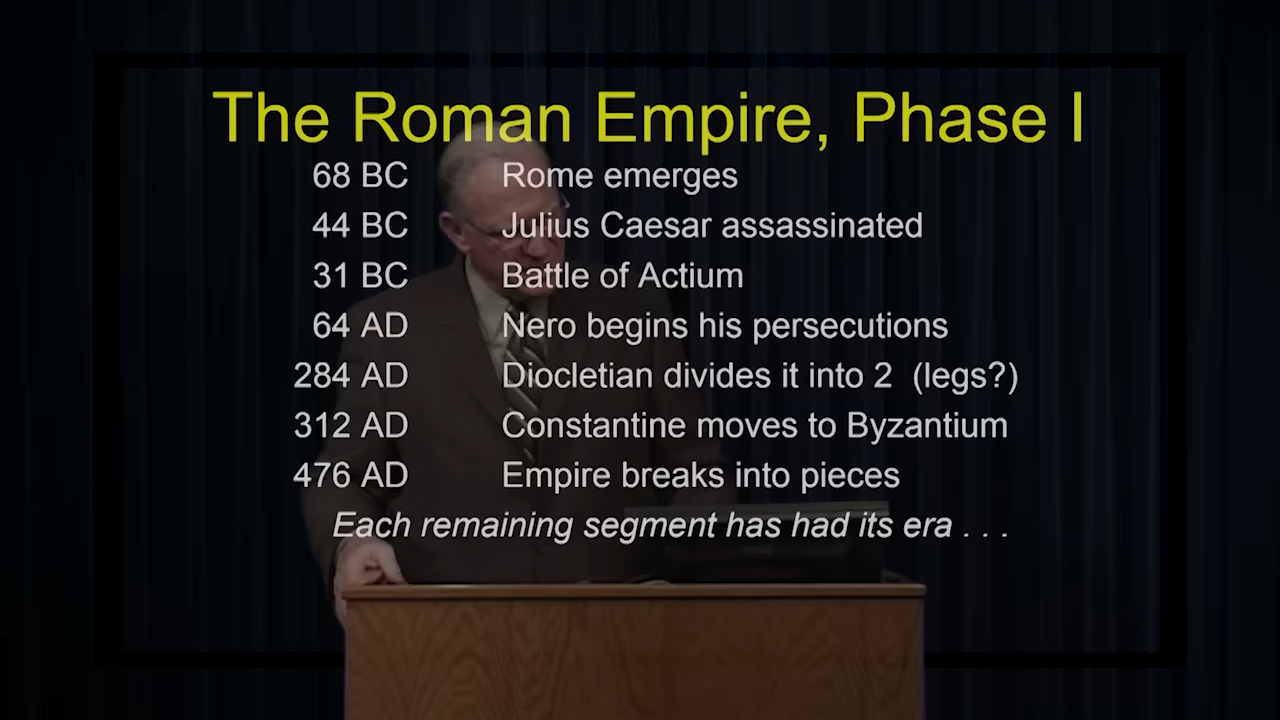 The Roman Empire, Phase I
68 BC Rome emerges
44 BC Julius Caesar assassinated
31 BC Battle of Actium
64 AD Nero begins his persecutions
284 AD Diocletian divides it into 2 (legs?)
312 AD Constantine moves to Byzantium
476 AD Empire breaks into pieces
Each remaining segment has had its era . . .